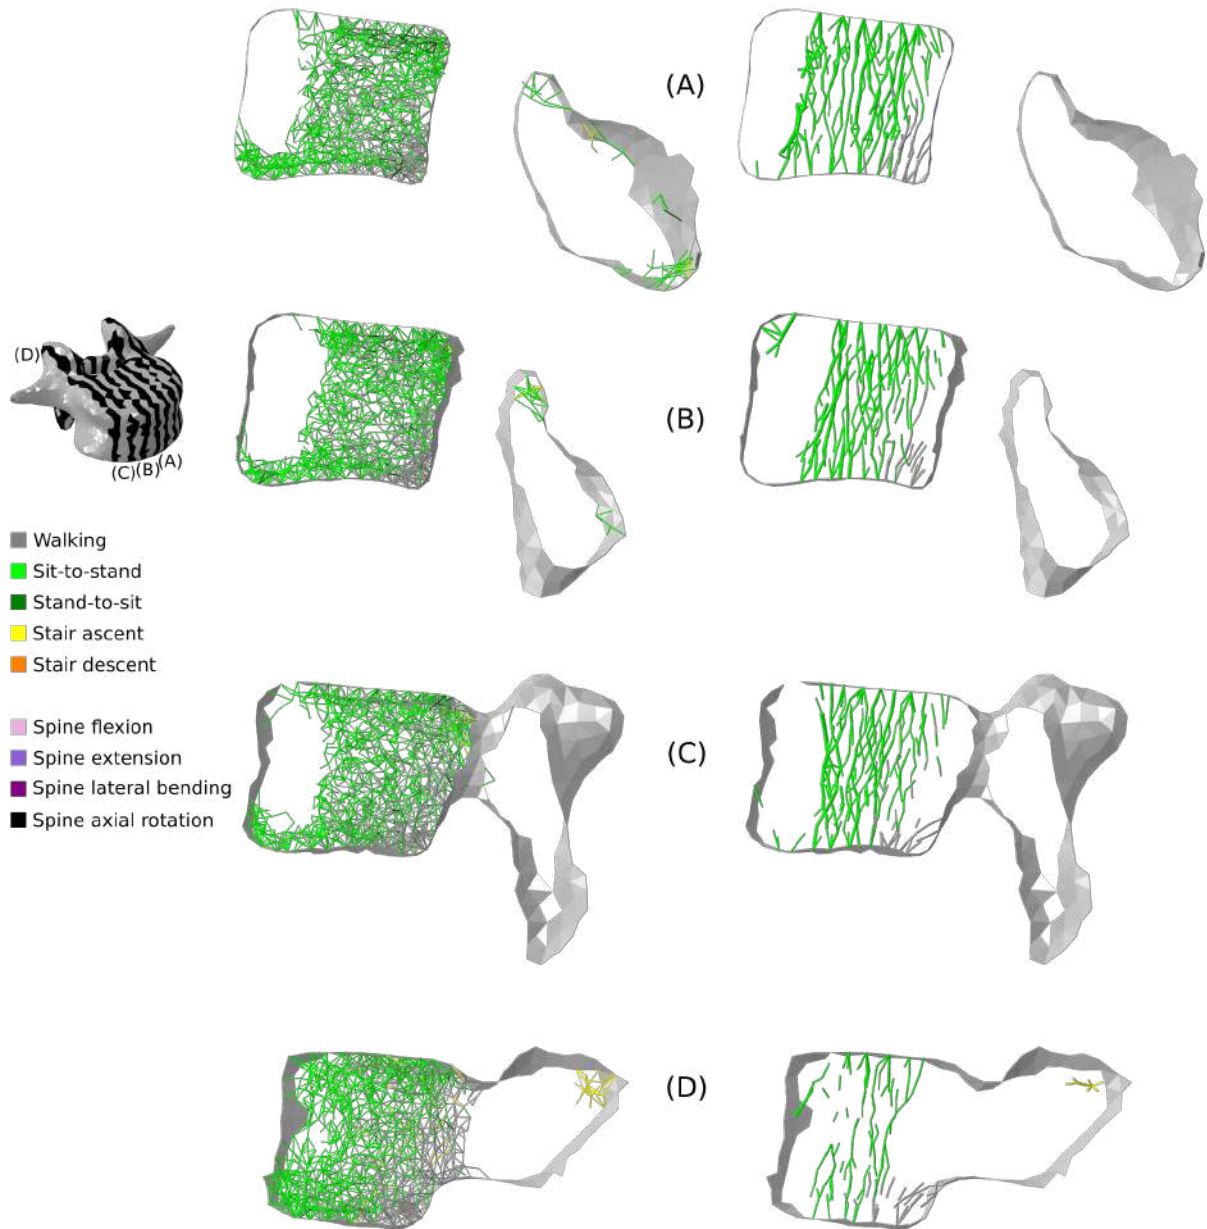 (A)
(D)
(B)
(C)(B)(A)
Walking
Sit-to-stand
Stand-to-sit
Stair ascent
Stair descent
Spine flexion
Spine extension
Spine lateral bending
Spine axial rotation
(C)
(D)